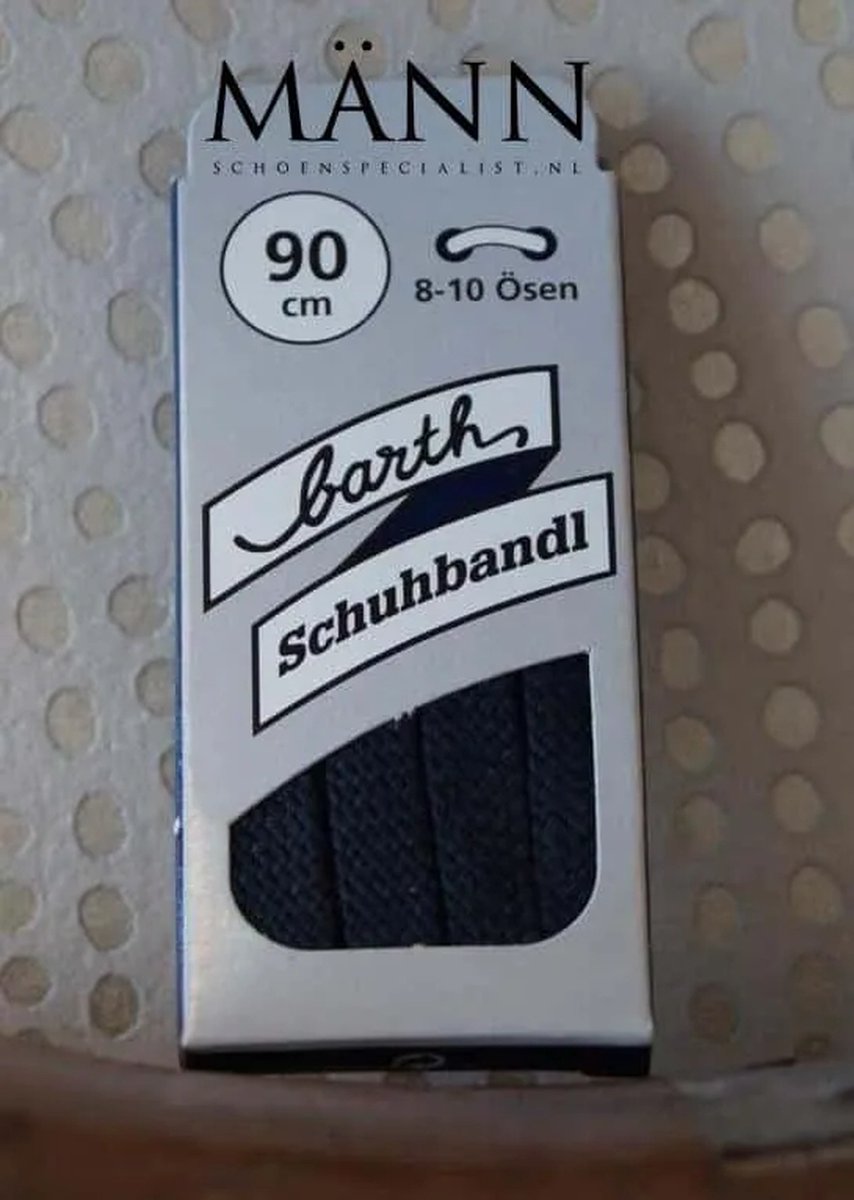 MÄNN
SCHOENSPECIALIST.NL
90
cm
8-10 Ösen
barth
Schuhbandl